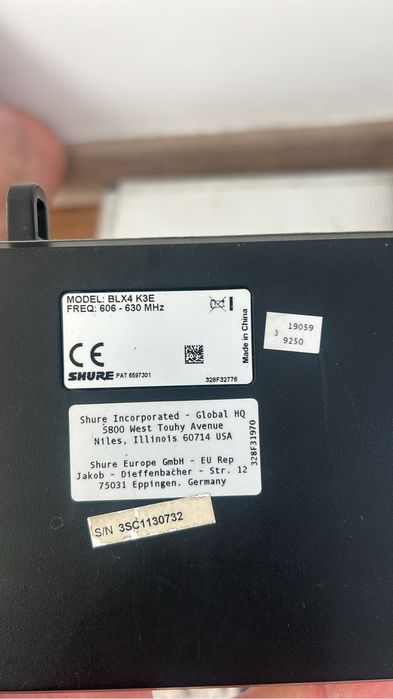 MODEL: BLX4 K3E
FREQ: 606 - 630 MHz
Made in China
SHURE PAT 6597301
328F32776
19059
3 9250
Shure Incorporated - Global HQ
5800 West Touhy Avenue
Niles, Illinois 60714 USA
Shure Europe GmbH - EU Rep
Jakob - Dieffenbacher - Str. 12
75031 Eppingen. Germany
328F31970
S/N 3SC1130732